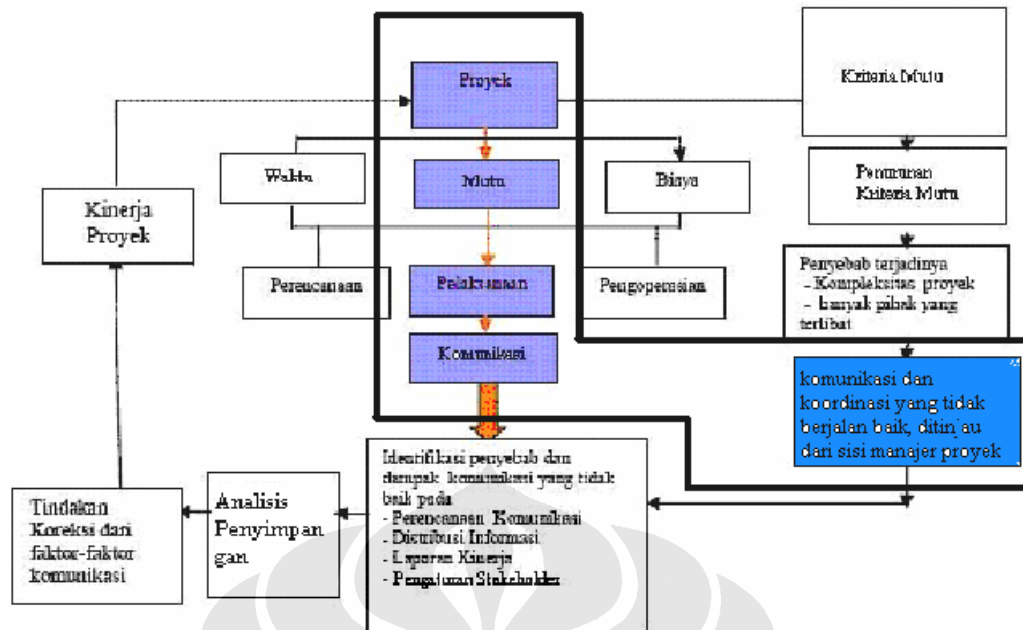 Proyek
Kriteria Mutu
Waktu
Mutu
Biaya
Penurunan
Kriteria Mutu
Kinerja
Proyek
Perencanaan
Pelaksanaan
Pengoperasian
Penyebab terjadinya
- Kompleksitas proyek
- banyak pihak yang
terlibat
Komunikasi
komunikasi dan
koordinasi yang tidak
berjalan baik, ditinjau
dari sisi manajer proyek
Identifikasi penyebab dan
dampak komunikasi yang tidak
baik pada
- Perencanaan Komunikasi
- Distribusi Informasi
- Laporan Kinerja
- Pengaturan Stakeholder
Analisis
Penyimpan
gan
Tindakan
Koreksi dari
faktor-faktor
komunikasi